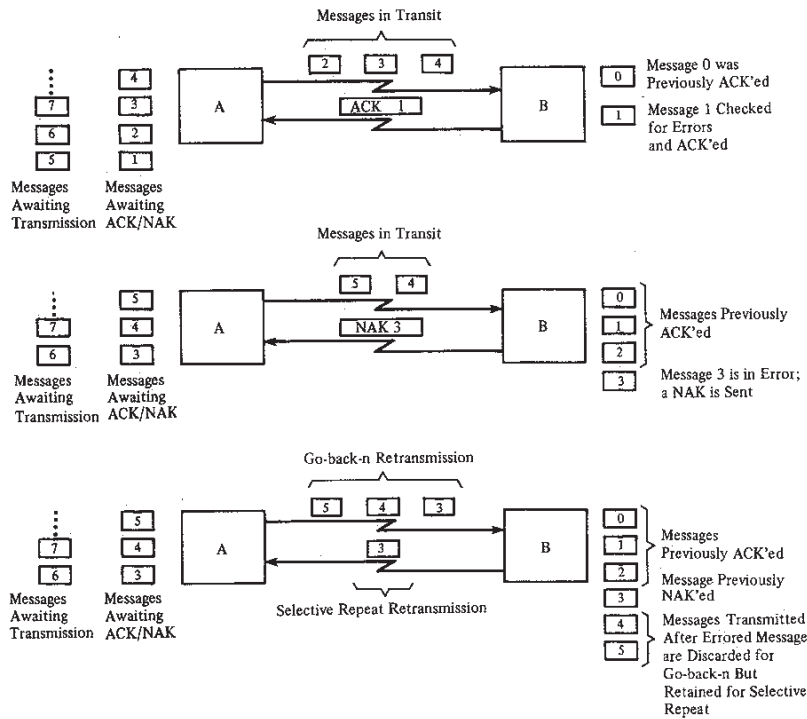 Messages in Transit
2 3 4
A
ACK 1
B
4
7 3
6 2
5 1
Messages Awaiting Transmission
Messages Awaiting ACK/NAK
0 Message 0 was Previously ACK'ed
1 Message 1 Checked for Errors and ACK'ed
Messages in Transit
5 4
A
NAK 3
B
5
7 4
6 3
Messages Awaiting Transmission
Messages Awaiting ACK/NAK
0
1
2
Messages Previously ACK'ed
3 Message 3 is in Error; a NAK is Sent
Go-back-n Retransmission
5 4 3
A
3
B
Selective Repeat Retransmission
5
7 4
6 3
Messages Awaiting Transmission
Messages Awaiting ACK/NAK
0
1
2
Messages Previously ACK'ed
3 Message Previously NAK'ed
4
5
Messages Transmitted After Errored Message are Discarded for Go-back-n But Retained for Selective Repeat